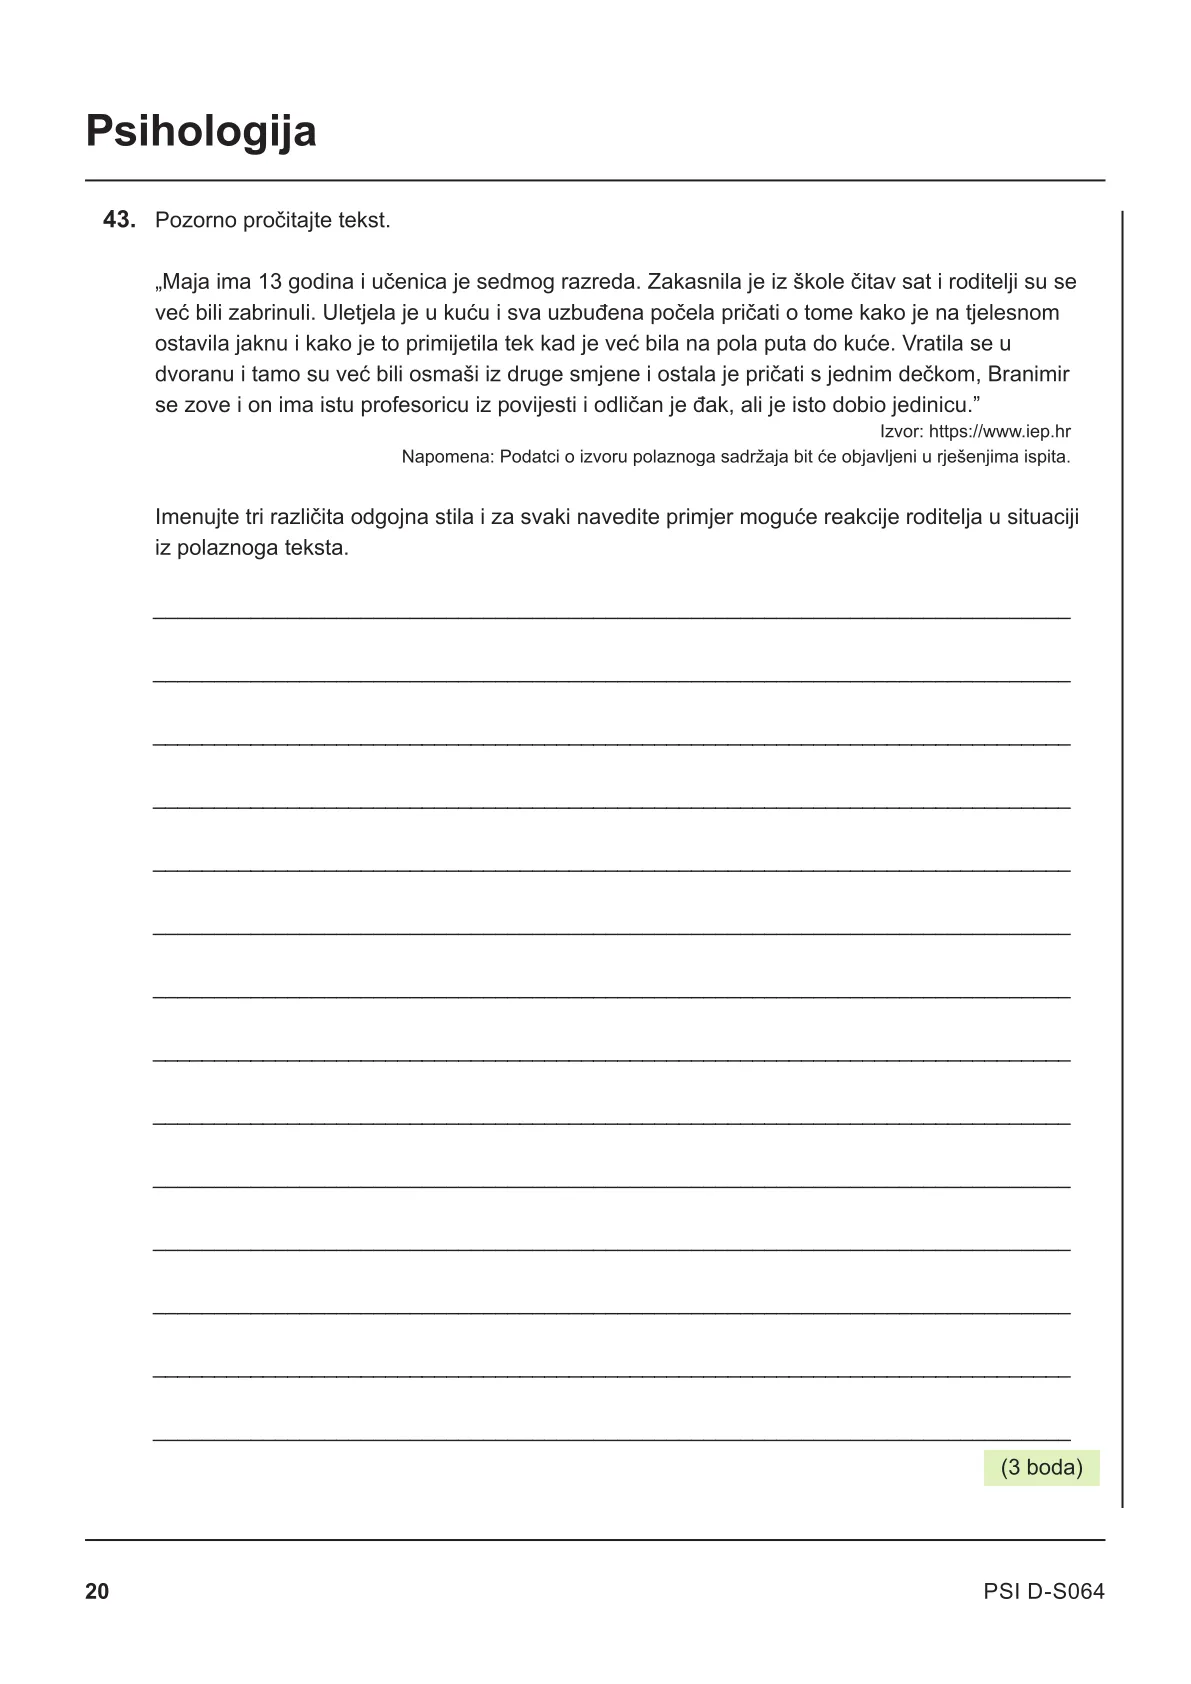 Psihologija
43. Pozorno pročitajte tekst.
„Maja ima 13 godina i učenica je sedmog razreda. Zakasnila je iz škole čitav sat i roditelji su se
već bili zabrinuli. Uletjela je u kuću i sva uzbuđena počela pričati o tome kako je na tjelesnom
ostavila jaknu i kako je to primijetila tek kad je već bila na pola puta do kuće. Vratila se u
dvoranu i tamo su već bili osmaši iz druge smjene i ostala je pričati s jednim dečkom, Branimir
se zove i on ima istu profesoricu iz povijesti i odličan je đak, ali je isto dobio jedinicu.”
Izvor: https://www.iep.hr
Napomena: Podatci o izvoru polaznoga sadržaja bit će objavljeni u rješenjima ispita.
Imenujte tri različita odgojna stila i za svaki navedite primjer moguće reakcije roditelja u situaciji
iz polaznoga teksta.
(3 boda)
20
PSI D-S064